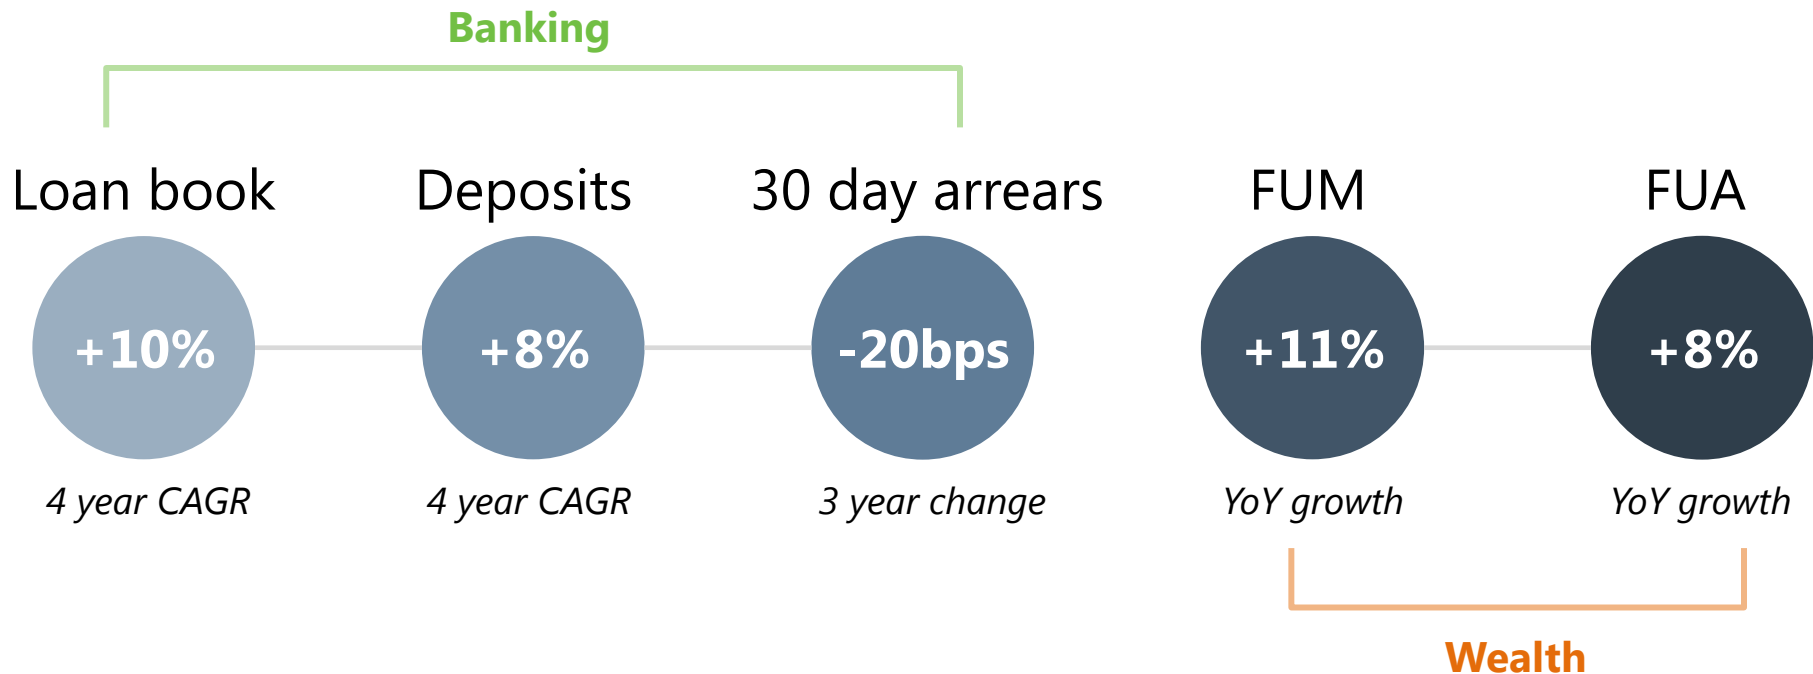 Banking
Loan book
Deposits
30 day arrears
FUM
FUA
+10%
+8%
-20bps
+11%
+8%
4 year CAGR
4 year CAGR
3 year change
YoY growth
YoY growth
Wealth